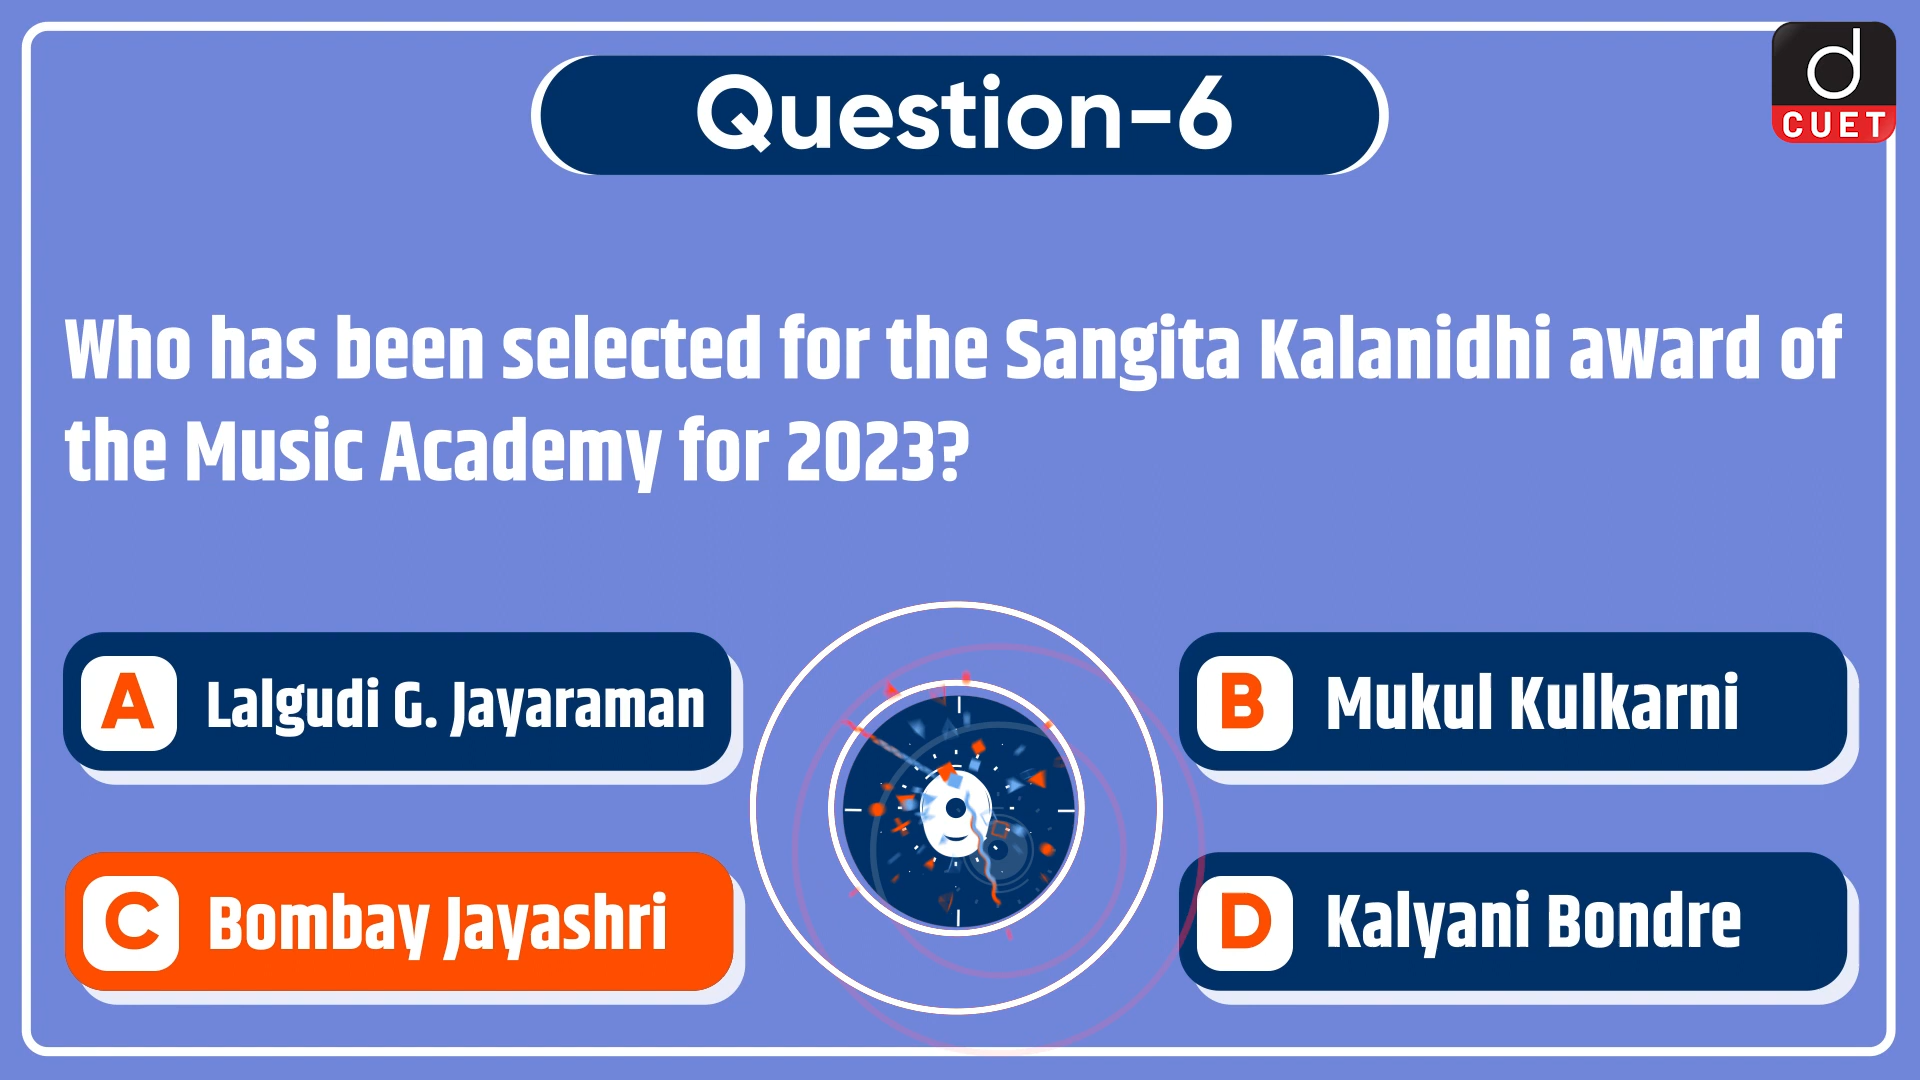 d
CUET
Question-6
Who has been selected for the Sangita Kalanidhi award of
the Music Academy for 2023?
A Lalgudi G. Jayaraman
B Mukul Kulkarni
C Bombay Jayashri
D Kalyani Bondre